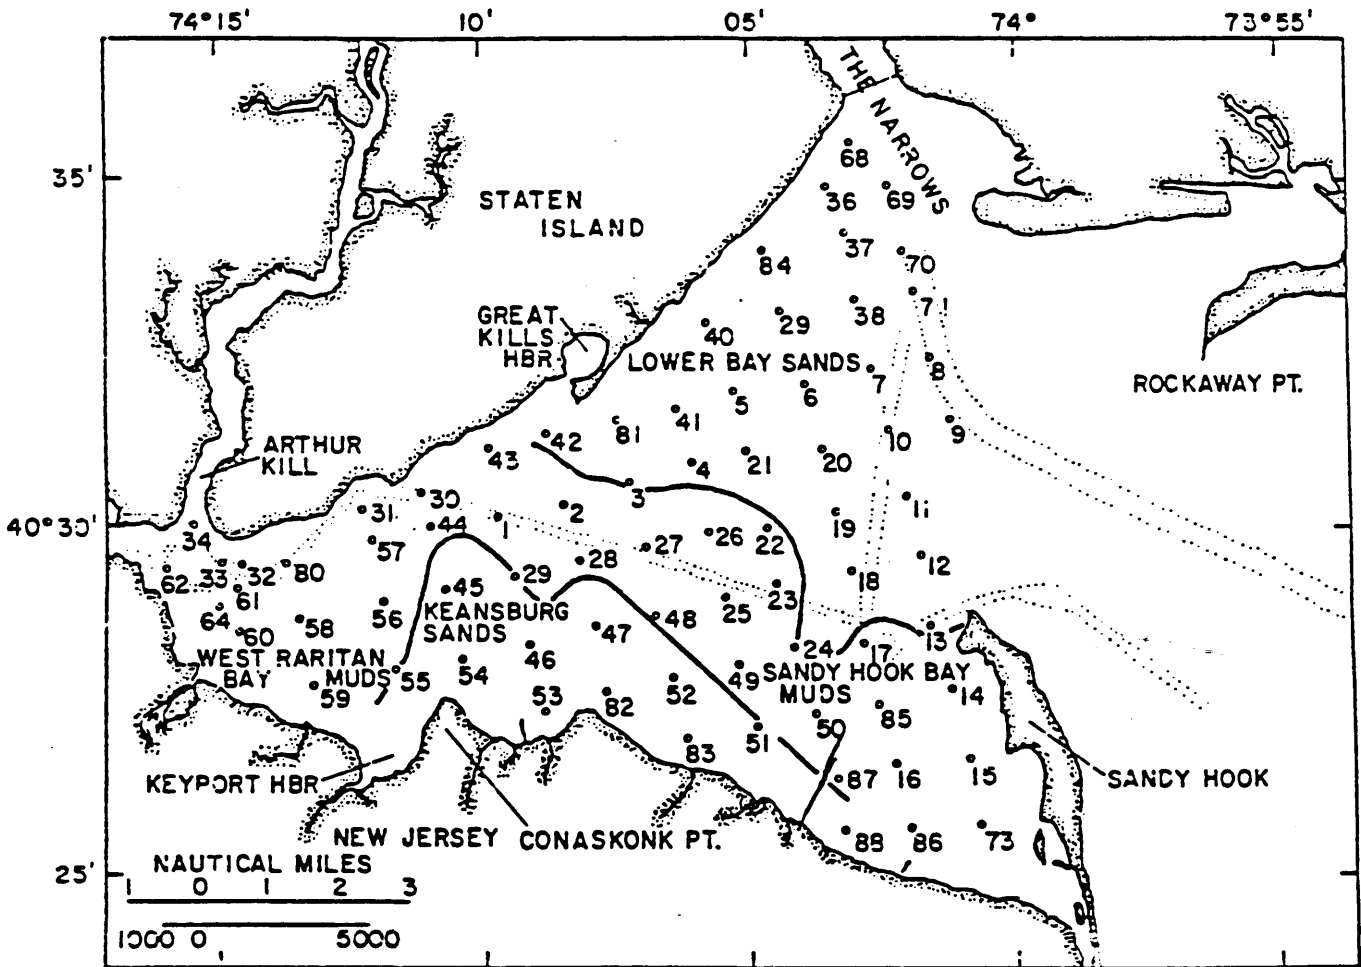 74°15' 10' 05' 74° 73°55'
THE NARROWS
68
35'
36 69
STATEN
ISLAND
37
84 70
71
GREAT
KILLS
HBR
40 29 38
LOWER BAY SANDS
7 8
ROCKAWAY PT.
5 6
41
81
42 10 9
43 4 21 20
ARTHUR
KILL
3
30
31 44 1 2 19 11
40°30'
34 57 28 27 26 22 12
62 33 32 80 29 18
61 45 23
64 56 KEANSBURG
SANDS 25
60 58 47 48
13
WEST RARITAN
BAY MUDS
46 24 17
55 54 49 SANDY HOOK BAY
MUDS
59 53 82 52 14
50 85
51
83
KEYPORT HBR
87 16 15 SANDY HOOK
NEW JERSEY CONASKONK PT.
88 86 73
NAUTICAL MILES
25'
1 0 1 2 3
1000 0 5000